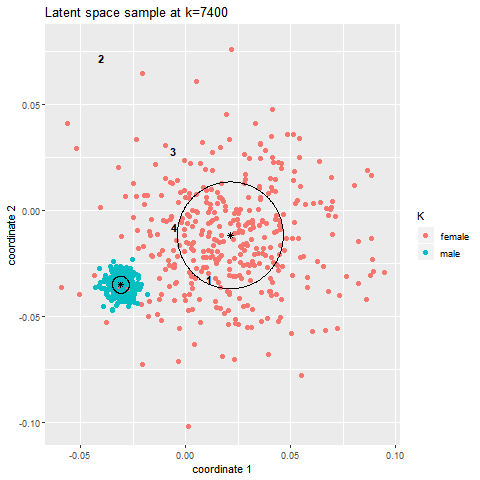 Latent space sample at k=7400
2
0.05
3
0.00
4
1
-0.05
-0.10
-0.05
0.00
0.05
0.10
coordinate 1
coordinate 2
K
female
male